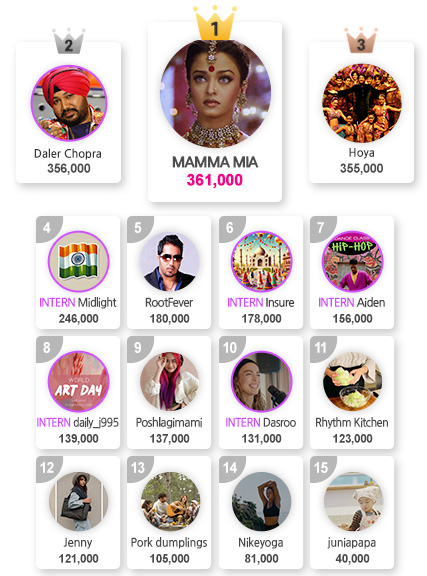 2
1
3
Daler Chopra
356,000
MAMMA MIA
361,000
Hoya
355,000
4
INTERN Midlight
246,000
5
RootFever
180,000
6
INTERN Insure
178,000
7
DANCE CLASS
HIP-HOP
INTERN Aiden
156,000
8
WORLD
ART DAY
INTERN daily_j995
139,000
9
Poshlagimami
137,000
10
INTERN Dasroo
131,000
11
Rhythm Kitchen
123,000
12
Jenny
121,000
13
Pork dumplings
105,000
14
Nikeyoga
81,000
15
juniapapa
40,000